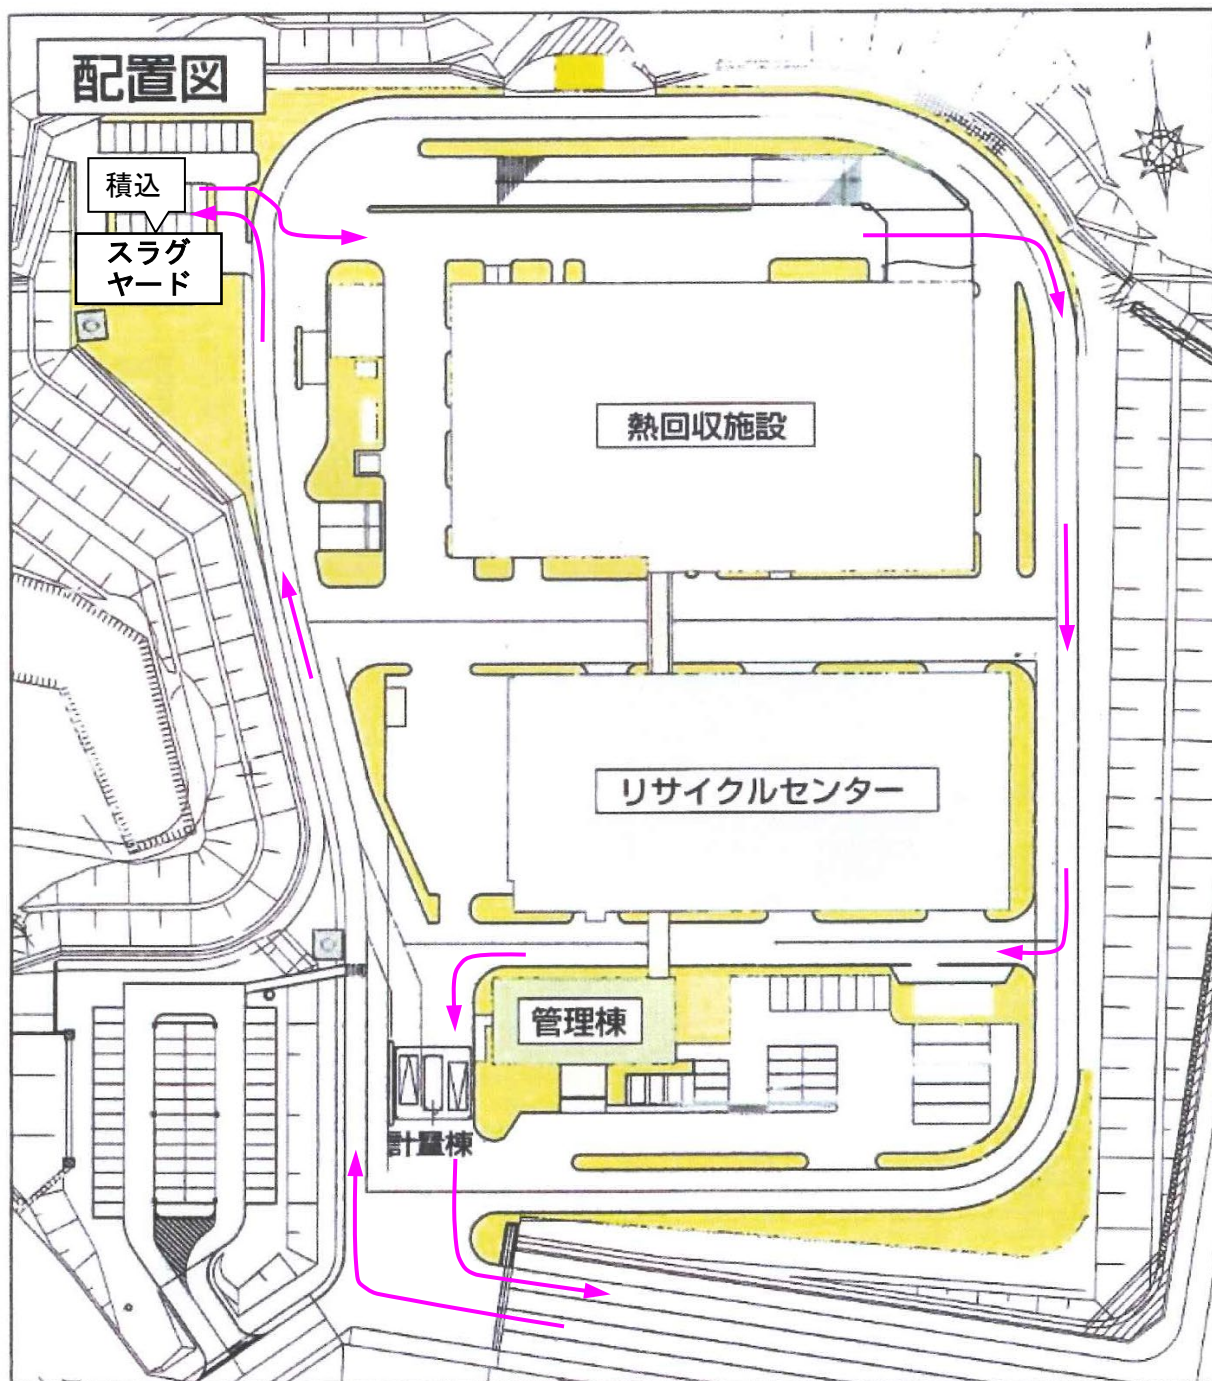 配置図
積込
スラグ
ヤード
熱回収施設
リサイクルセンター
管理棟
計量棟